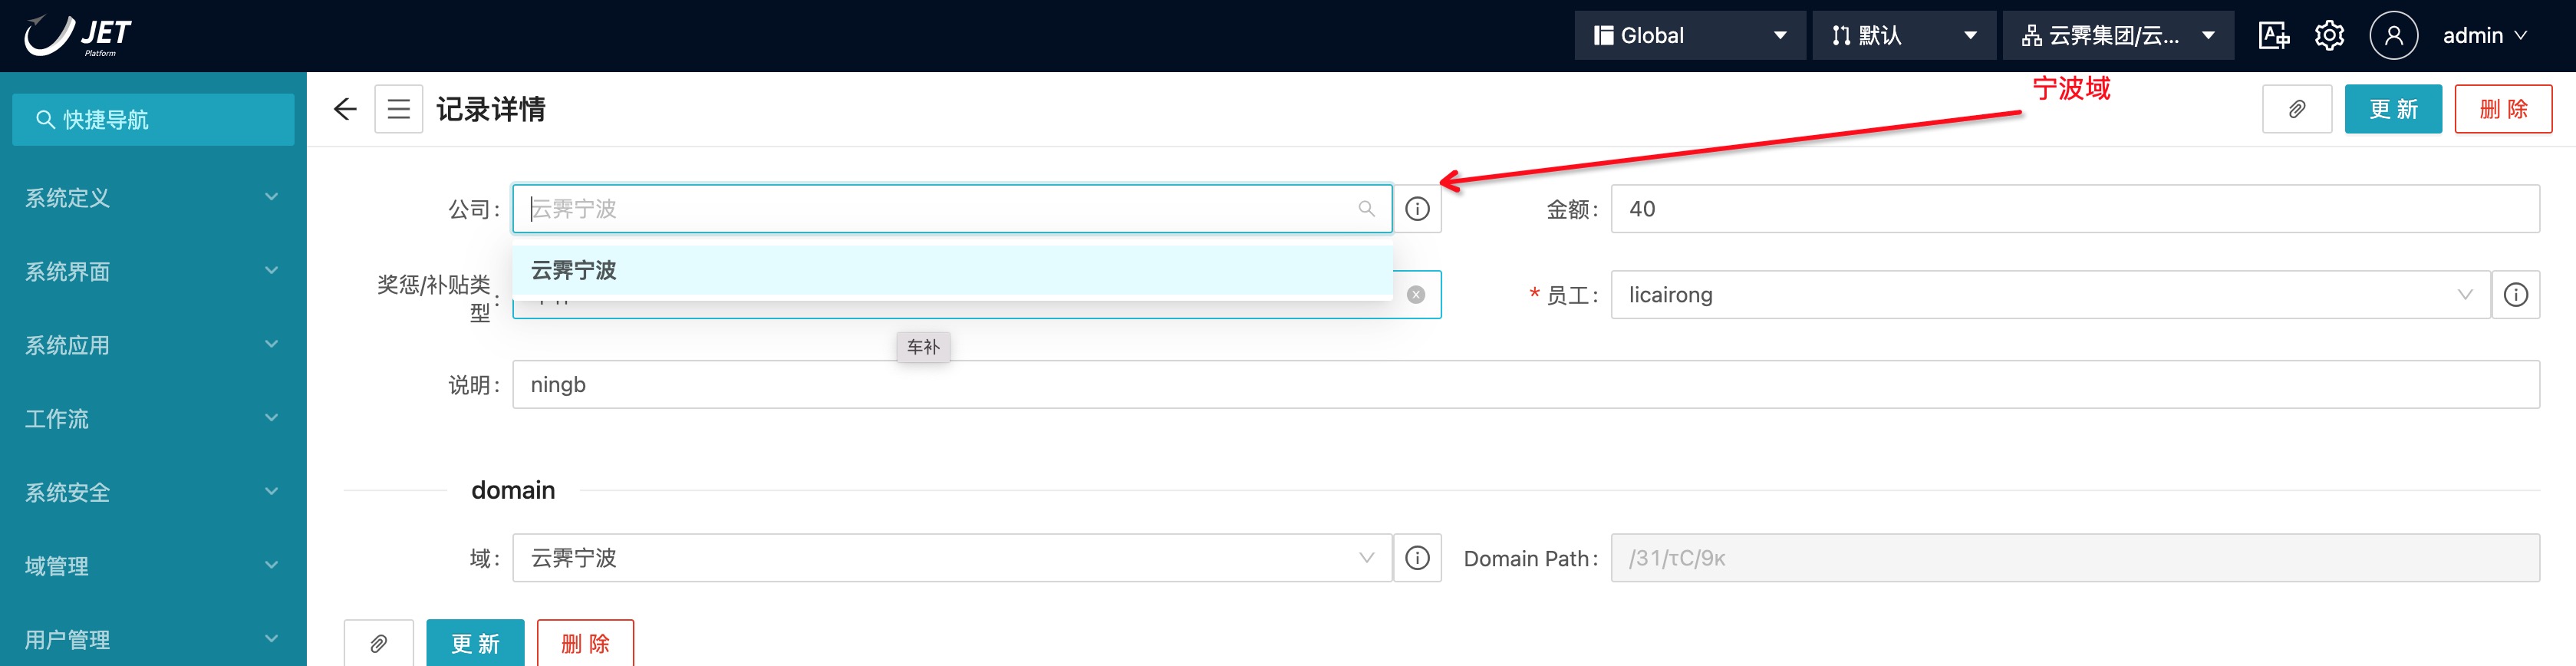 JET
Platform
Global
默认
云霁集团/云...
admin
宁波域
快捷导航
系统定义
系统界面
系统应用
工作流
系统安全
域管理
用户管理
记录详情
更 新
删 除
公司:
云霁宁波
云霁宁波
金额:
40
奖惩/补贴类
型:
* 员工:
licairong
车补
说明:
ningb
domain
域:
云霁宁波
Domain Path:
/31/τC/9κ
更 新
删 除